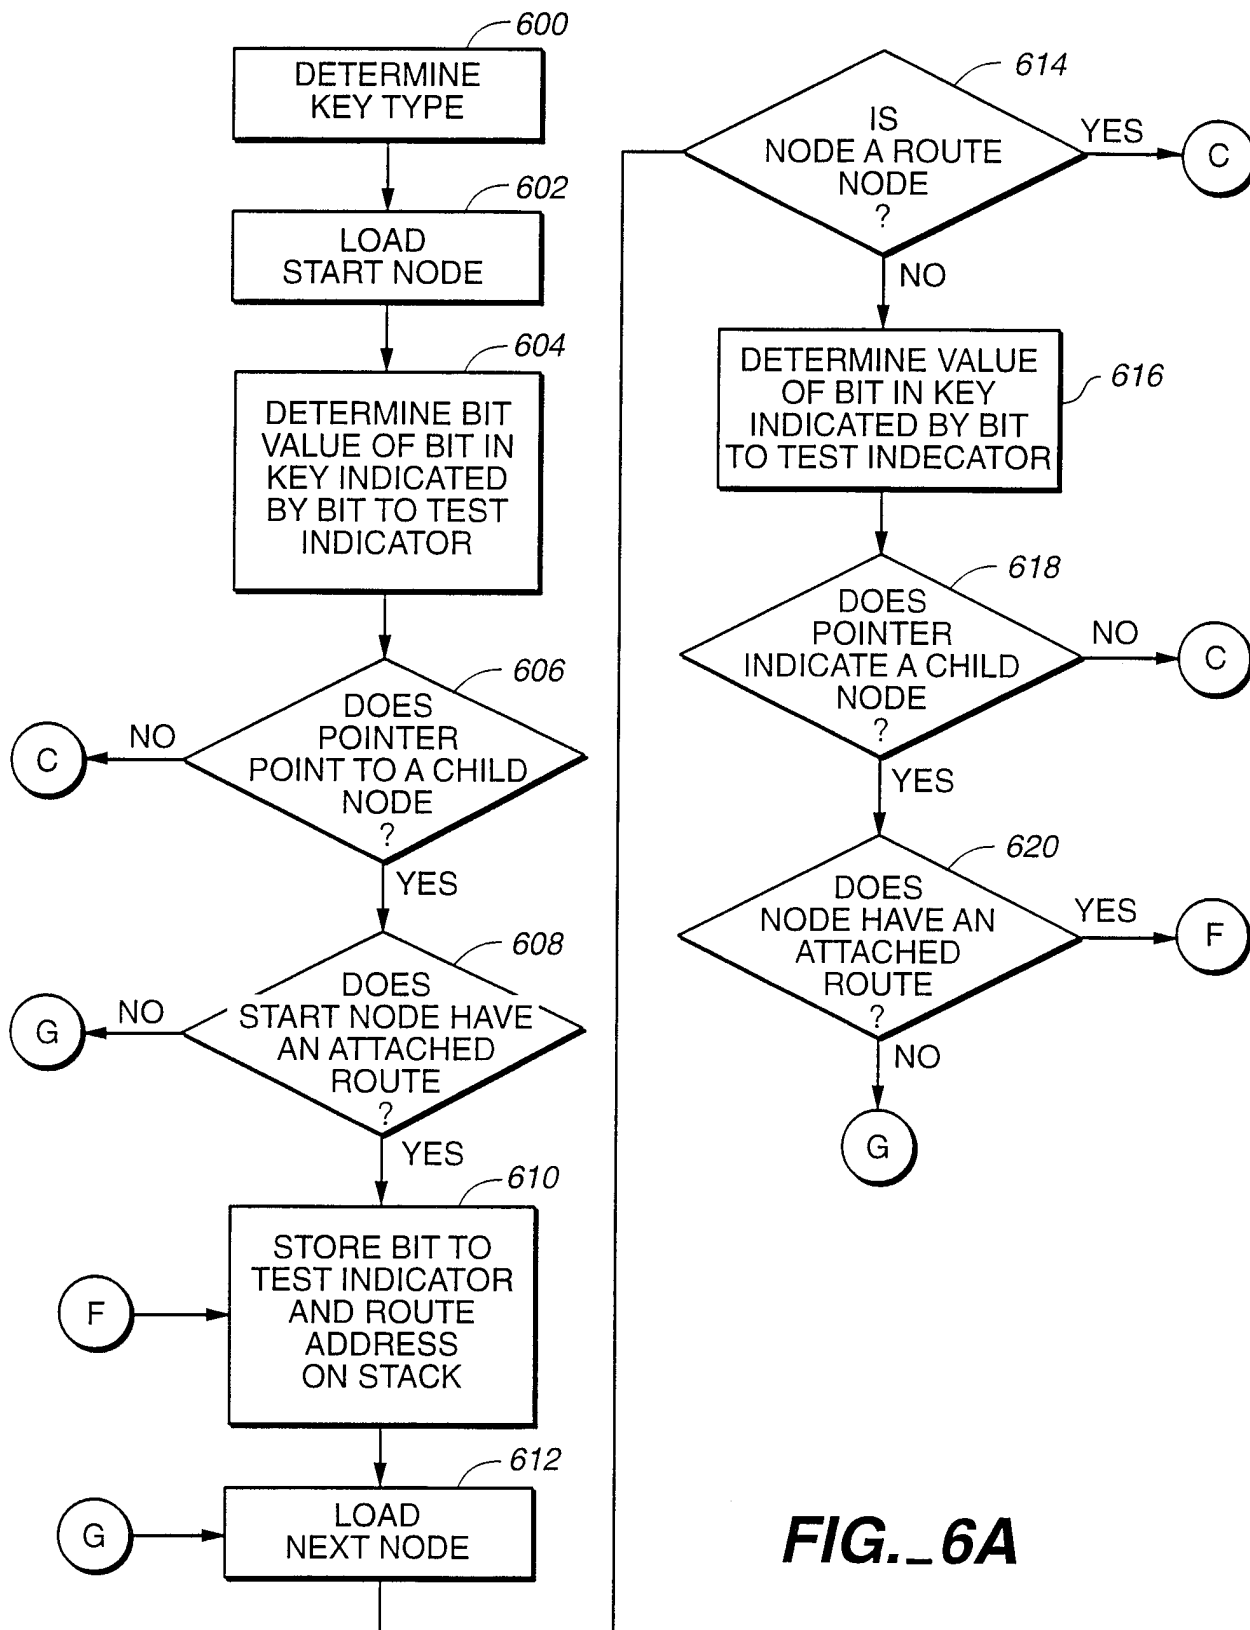 600
DETERMINE
KEY TYPE
602
LOAD
START NODE
604
DETERMINE BIT
VALUE OF BIT IN
KEY INDICATED
BY BIT TO TEST
INDICATOR
606
DOES
POINTER
POINT TO A CHILD
NODE
?
NO
C
YES
608
DOES
START NODE HAVE
AN ATTACHED
ROUTE
?
NO
G
YES
610
STORE BIT TO
TEST INDICATOR
AND ROUTE
ADDRESS
ON STACK
F
612
LOAD
NEXT NODE
G
614
IS
NODE A ROUTE
NODE
?
YES
C
NO
616
DETERMINE VALUE
OF BIT IN KEY
INDICATED BY BIT
TO TEST INDECATOR
618
DOES
POINTER
INDICATE A CHILD
NODE
?
NO
C
YES
620
DOES
NODE HAVE AN
ATTACHED
ROUTE
?
YES
F
NO
G
FIG._6A